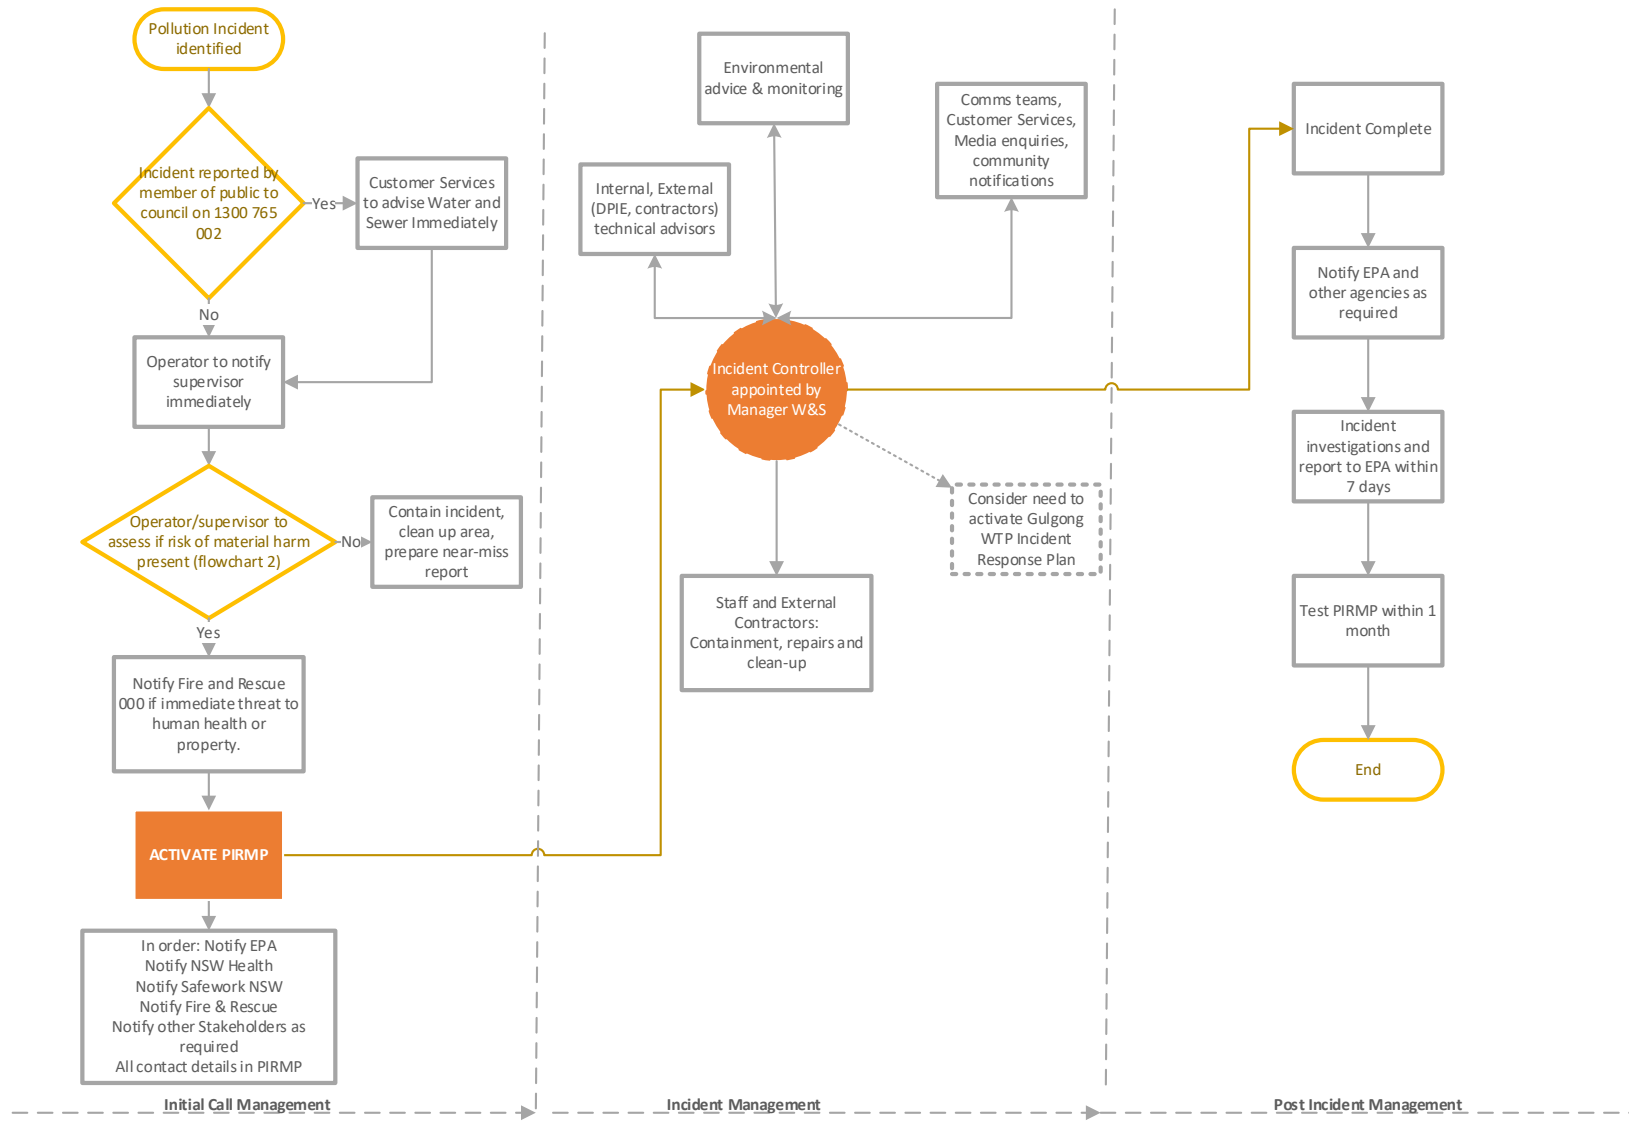 Pollution Incident
identified
Incident reported by
member of public to
council on 1300 765
002
Yes
Customer Services
to advise Water and
Sewer Immediately
No
Operator to notify
supervisor
immediately
Operator/supervisor to
assess if risk of material harm
present (flowchart 2)
No
Contain incident,
clean up area,
prepare near-miss
report
Yes
Notify Fire and Rescue
000 if immediate threat to
human health or
property.
ACTIVATE PIRMP
In order: Notify EPA
Notify NSW Health
Notify Safework NSW
Notify Fire & Rescue
Notify other Stakeholders as
required
All contact details in PIRMP
Initial Call Management
Environmental
advice & monitoring
Internal, External
(DPIE, contractors)
technical advisors
Comms teams,
Customer Services,
Media enquiries,
community
notifications
Incident Controller
appointed by
Manager W&S
Consider need to
activate Gulgong
WTP Incident
Response Plan
Staff and External
Contractors:
Containment, repairs and
clean-up
Incident Management
Incident Complete
Notify EPA and
other agencies as
required
Incident
investigations and
report to EPA within
7 days
Test PIRMP within 1
month
End
Post Incident Management